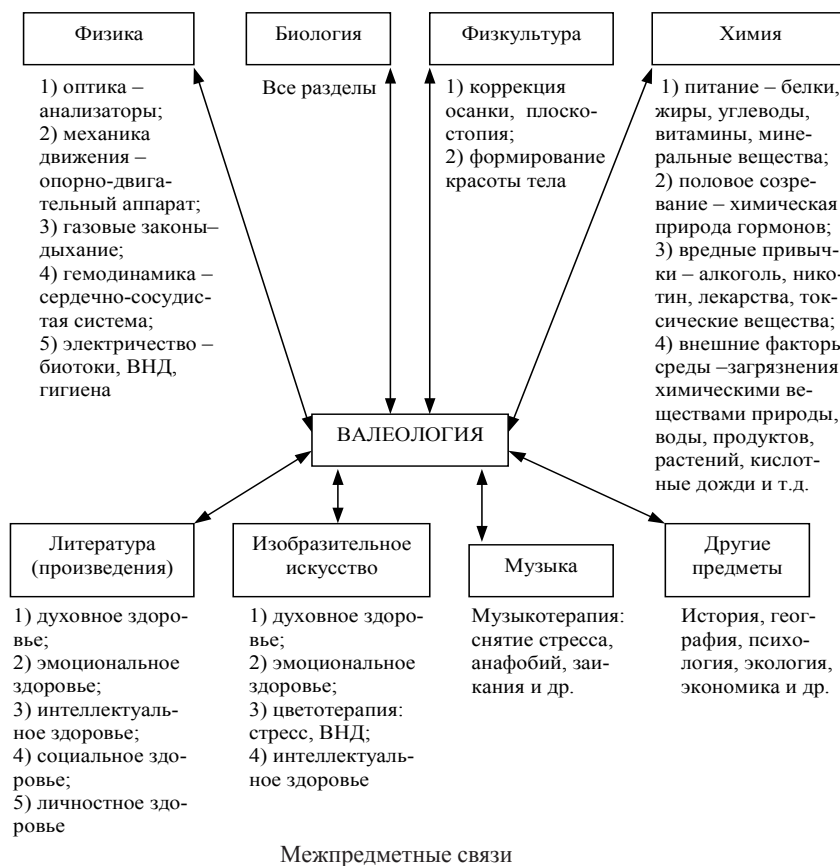 Физика
1) оптика –
анализаторы;
2) механика
движения –
опорно-двига-
тельный аппарат;
3) газовые законы–
дыхание;
4) гемодинамика –
сердечно-сосудис-
тая система;
5) электричество –
биотоки, ВНД,
гигиена
Биология
Все разделы
Физкультура
1) коррекция
осанки, плоско-
стопия;
2) формирование
красоты тела
Химия
1) питание – белки,
жиры, углеводы,
витамины, мине-
ральные вещества;
2) половое созре-
вание – химическая
природа гормонов;
3) вредные привыч-
ки – алкоголь, нико-
тин, лекарства, ток-
сические вещества;
4) внешние факторы
среды –загрязнения
химическими ве-
ществами природы,
воды, продуктов,
растений, кислот-
ные дожди и т.д.
ВАЛЕОЛОГИЯ
Литература
(произведения)
1) духовное здоро-
вье;
2) эмоциональное
здоровье;
3) интеллектуаль-
ное здоровье;
4) социальное здо-
ровье;
5) личностное здо-
ровье
Изобразительное
искусство
1) духовное здоро-
вье;
2) эмоциональное
здоровье;
3) цветотерапия:
стресс, ВНД;
4) интеллектуаль-
ное здоровье
Музыка
Музыкотерапия:
снятие стресса,
анафобий, заи-
кания и др.
Другие
предметы
История, геог-
рафия, психо-
логия, экология,
экономика и др.
Межпредметные связи